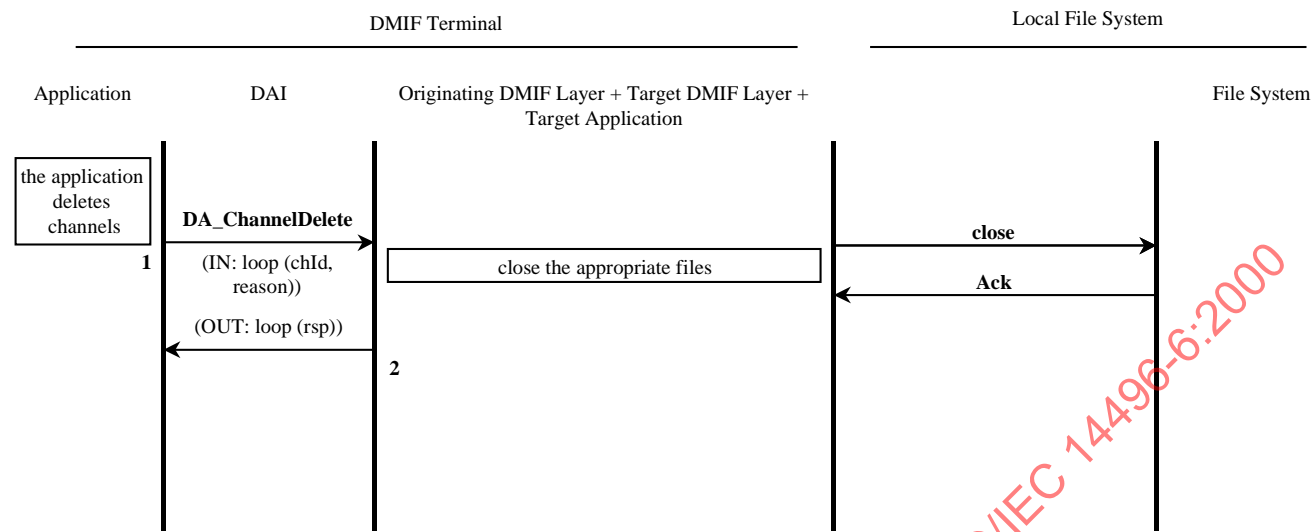 DMIF Terminal
Local File System
Application
DAI
Originating DMIF Layer + Target DMIF Layer +
Target Application
File System
the application
deletes
channels
DA_ChannelDelete
1
(IN: loop (chId,
reason))
(OUT: loop (rsp))
2
close the appropriate files
close
Ack
/IEC 14496-6:2000